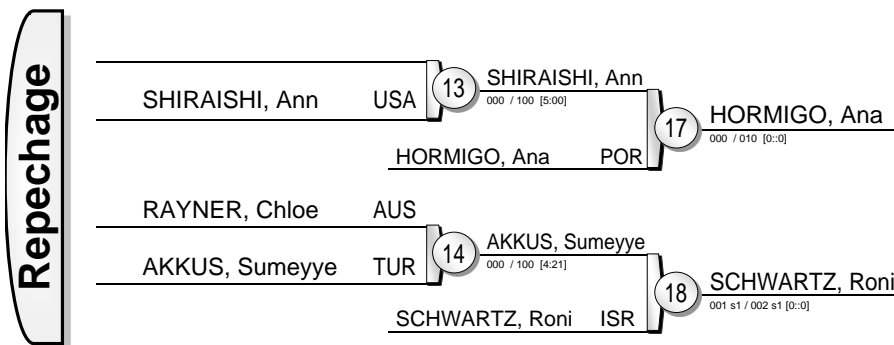 Repechage
SHIRAISHI, Ann USA
13
SHIRAISHI, Ann
000 / 100 [5:00]
HORMIGO, Ana POR
17
HORMIGO, Ana
000 / 010 [0::0]
RAYNER, Chloe AUS
AKKUS, Sumeyye TUR
14
AKKUS, Sumeyye
000 / 100 [4:21]
SCHWARTZ, Roni ISR
18
SCHWARTZ, Roni
001 s1 / 002 s1 [0::0]